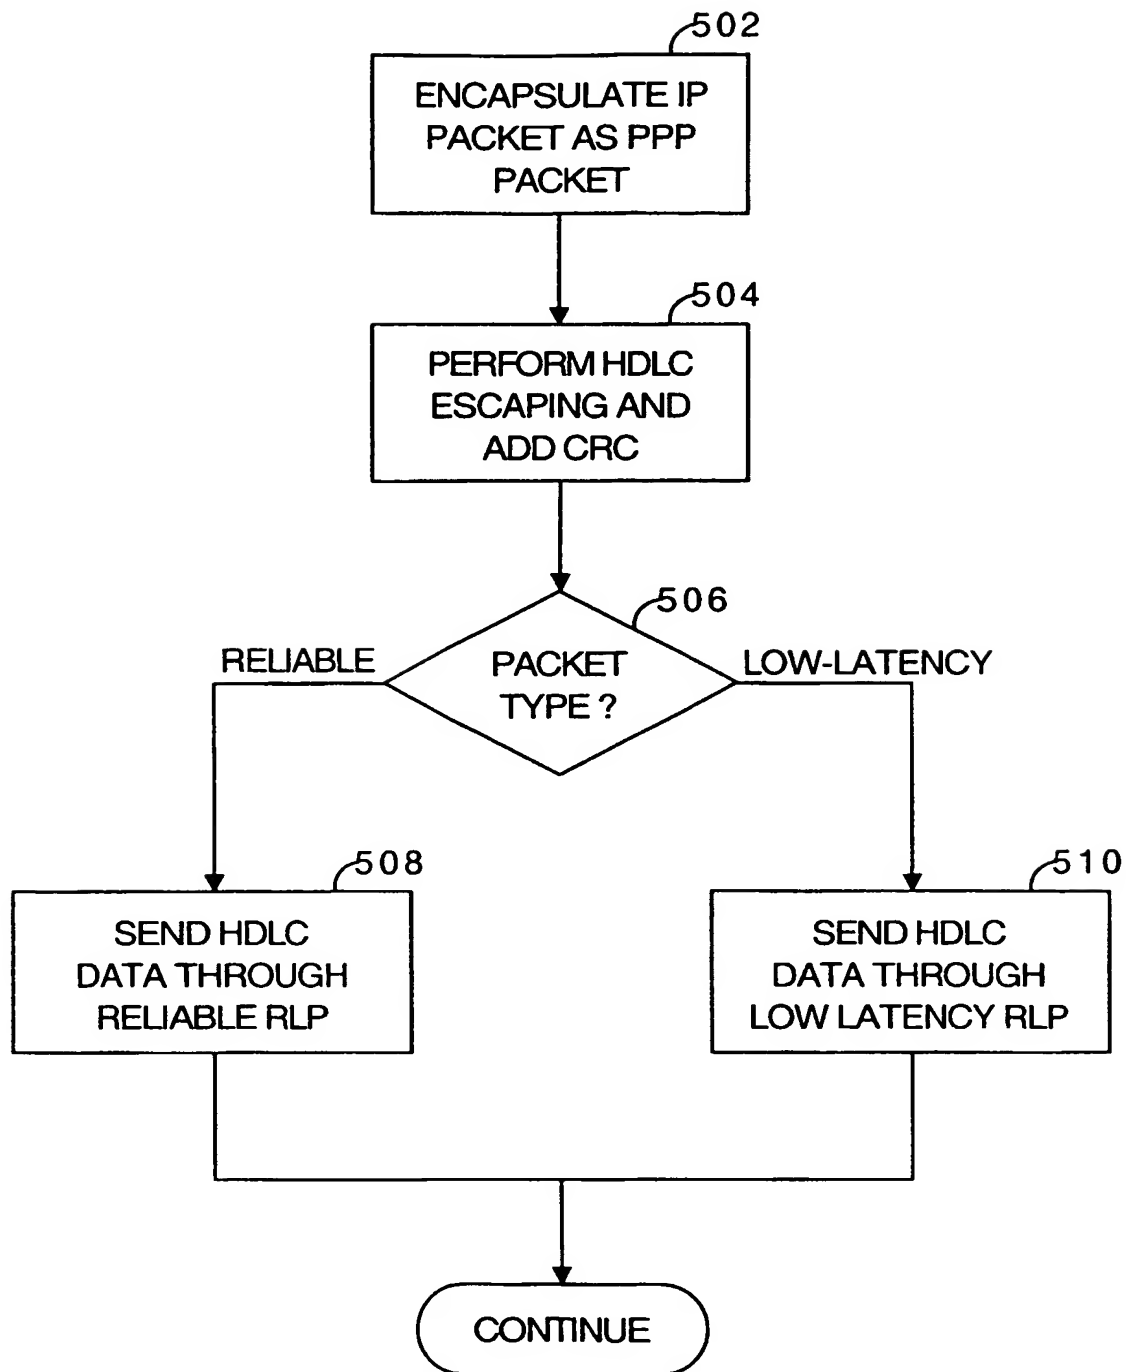 502
ENCAPSULATE IP
PACKET AS PPP
PACKET
504
PERFORM HDLC
ESCAPING AND
ADD CRC
506
RELIABLE
PACKET
TYPE ?
LOW-LATENCY
508
SEND HDLC
DATA THROUGH
RELIABLE RLP
510
SEND HDLC
DATA THROUGH
LOW LATENCY RLP
CONTINUE